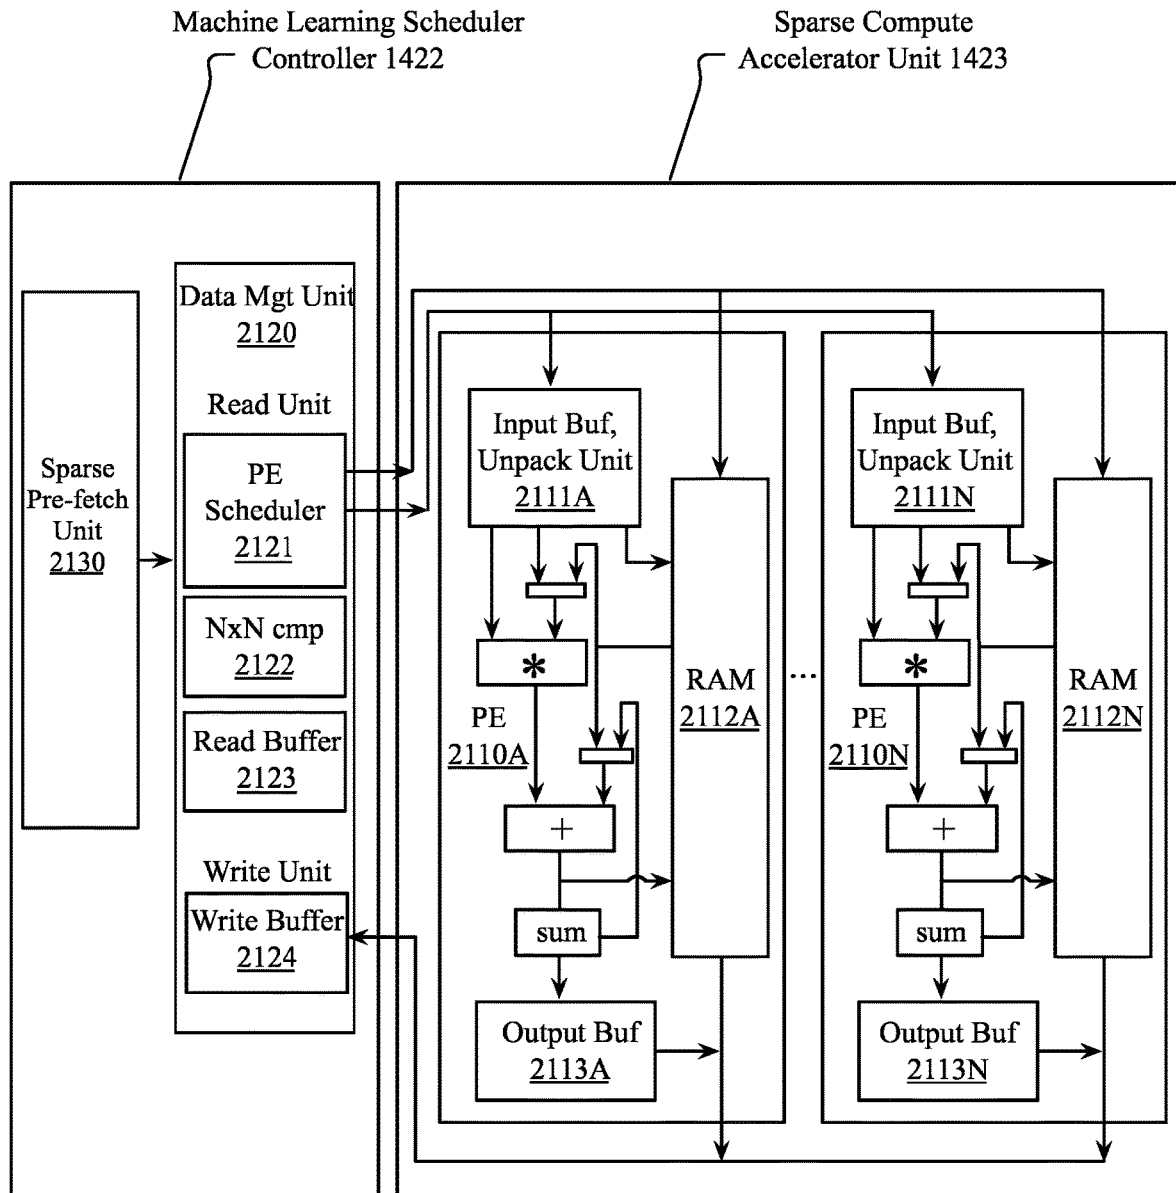 Machine Learning Scheduler
Controller 1422
Sparse Compute
Accelerator Unit 1423
Data Mgt Unit
2120
Read Unit
PE
Scheduler
2121
NxN cmp
2122
Read Buffer
2123
Write Unit
Write Buffer
2124
Sparse
Pre-fetch
Unit
2130
Input Buf,
Unpack Unit
2111A
*
PE
2110A
+
sum
Output Buf
2113A
RAM
2112A
...
Input Buf,
Unpack Unit
2111N
*
PE
2110N
+
sum
Output Buf
2113N
RAM
2112N